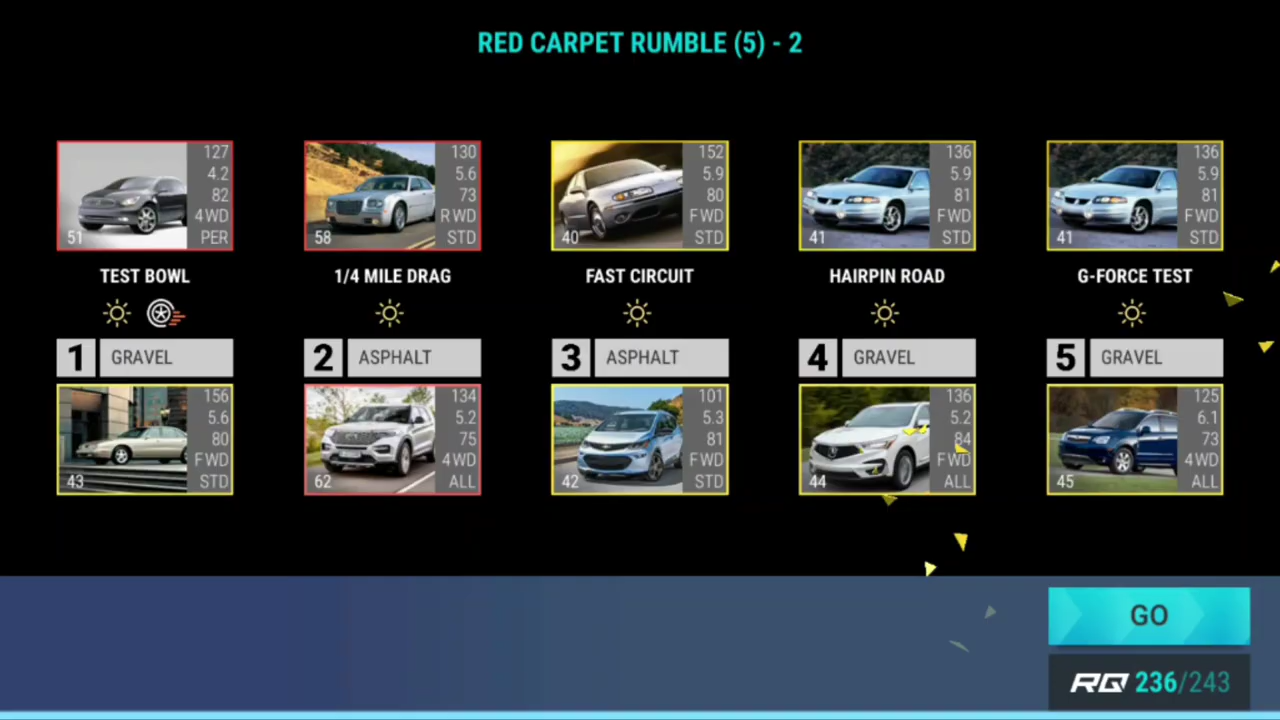 RED CARPET RUMBLE (5) - 2
127
4.2
82
4WD
PER
51
130
5.6
73
RWD
STD
58
152
5.9
80
FWD
STD
40
136
5.9
81
FWD
STD
41
136
5.9
81
FWD
STD
41
TEST BOWL
1/4 MILE DRAG
FAST CIRCUIT
HAIRPIN ROAD
G-FORCE TEST
1 GRAVEL
2 ASPHALT
3 ASPHALT
4 GRAVEL
5 GRAVEL
156
5.6
80
FWD
STD
43
134
5.2
75
4WD
ALL
62
101
5.3
81
FWD
STD
42
136
5.2
84
FWD
ALL
44
125
6.1
73
4WD
ALL
45
GO
RQ 236/243